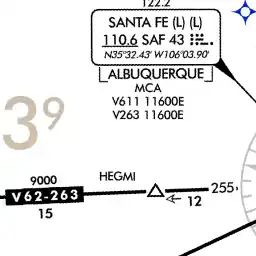 122.2
SANTA FE (L) (L)
110.6 SAF 43
N35°32.43' W106°03.90'
ALBUQUERQUE
MCA
V611 11600E
V263 11600E
39
HEGMI
9000
V62-263
15
12
255